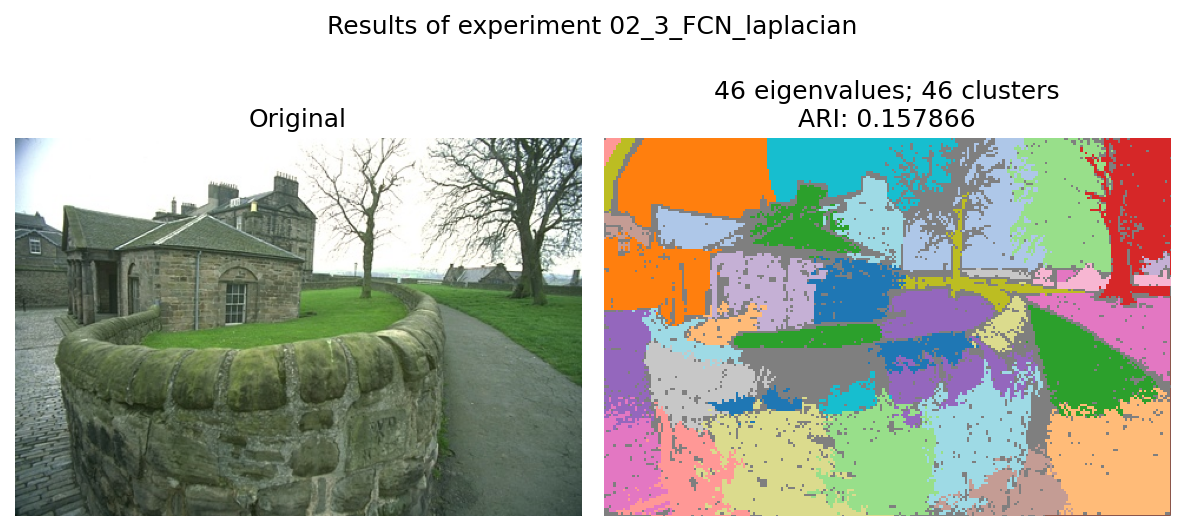 Results of experiment 02_3_FCN_laplacian
Original
46 eigenvalues; 46 clusters
ARI: 0.157866